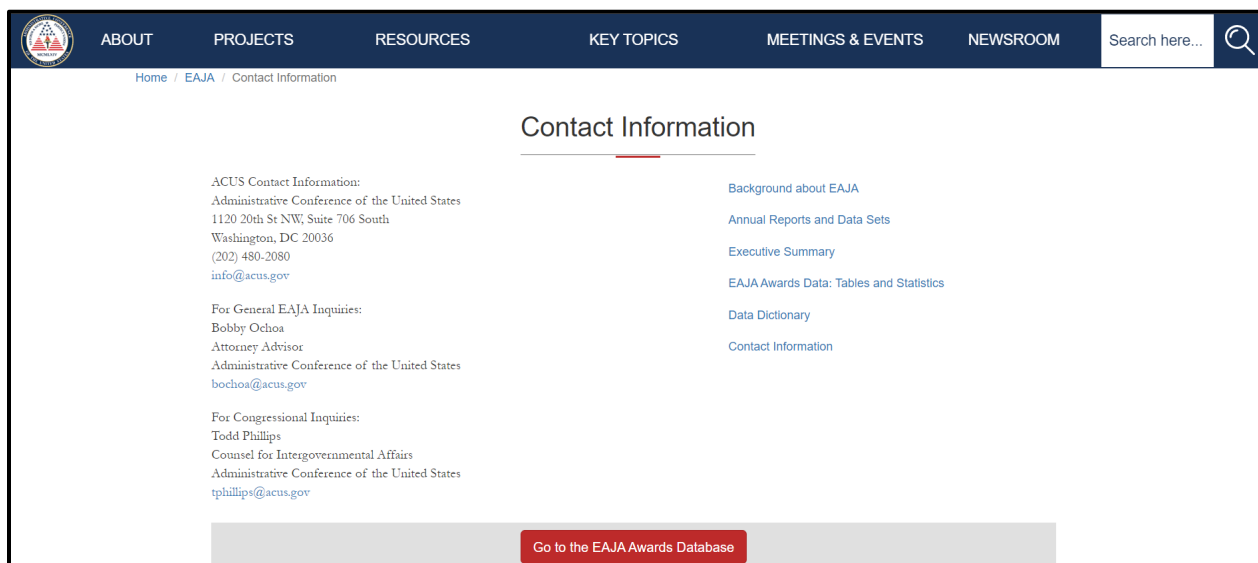 ABOUT PROJECTS RESOURCES KEY TOPICS MEETINGS & EVENTS NEWSROOM Search here...
Home / EAJA / Contact Information
Contact Information
ACUS Contact Information:
Administrative Conference of the United States
1120 20th St NW, Suite 706 South
Washington, DC 20036
(202) 480-2080
info@acus.gov
For General EAJA Inquiries:
Bobby Ochoa
Attorney Advisor
Administrative Conference of the United States
bochoa@acus.gov
For Congressional Inquiries:
Todd Phillips
Counsel for Intergovernmental Affairs
Administrative Conference of the United States
tphillips@acus.gov
Background about EAJA
Annual Reports and Data Sets
Executive Summary
EAJA Awards Data: Tables and Statistics
Data Dictionary
Contact Information
Go to the EAJA Awards Database